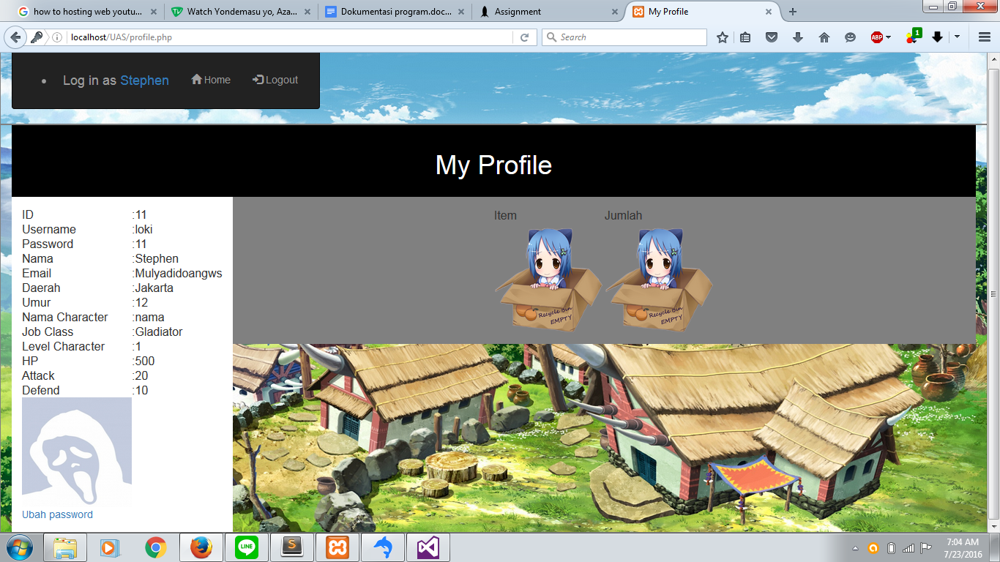 how to hosting web youtu...
Watch Yondemasu yo, Aza...
Dokumentasi program.doc...
Assignment
My Profile
localhost/UAS/profile.php
Search
ABP
1
Log in as Stephen
Home
Logout
My Profile
ID :11
Username :loki
Password :11
Nama :Stephen
Email :Mulyadidoangws
Daerah :Jakarta
Umur :12
Nama Character :nama
Job Class :Gladiator
Level Character :1
HP :500
Attack :20
Defend :10
Ubah password
Item Jumlah
Recycle Bin Recycle Bin
EMPTY EMPTY
LINE
7:04 AM
7/23/2016